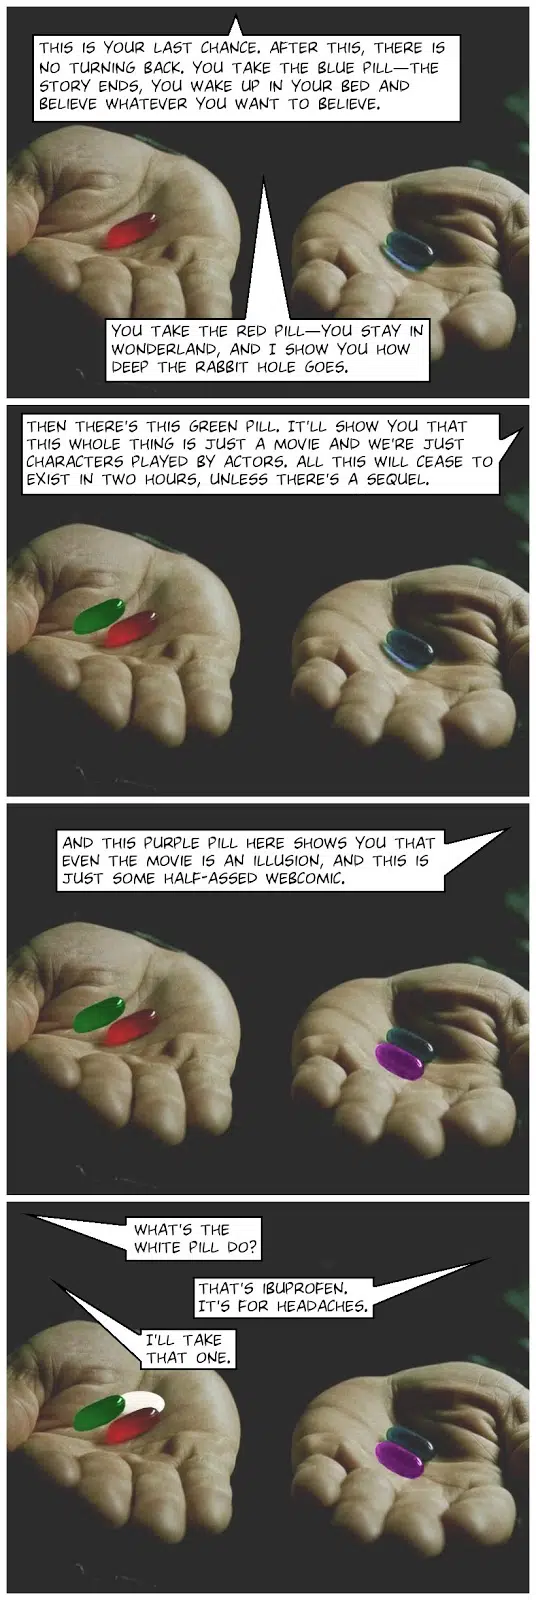 THIS IS YOUR LAST CHANCE. AFTER THIS, THERE IS
NO TURNING BACK. YOU TAKE THE BLUE PILL—THE
STORY ENDS, YOU WAKE UP IN YOUR BED AND
BELIEVE WHATEVER YOU WANT TO BELIEVE.
YOU TAKE THE RED PILL—YOU STAY IN
WONDERLAND, AND I SHOW YOU HOW
DEEP THE RABBIT HOLE GOES.
THEN THERE'S THIS GREEN PILL. IT'LL SHOW YOU THAT
THIS WHOLE THING IS JUST A MOVIE AND WE'RE JUST
CHARACTERS PLAYED BY ACTORS. ALL THIS WILL CEASE TO
EXIST IN TWO HOURS, UNLESS THERE'S A SEQUEL.
AND THIS PURPLE PILL HERE SHOWS YOU THAT
EVEN THE MOVIE IS AN ILLUSION, AND THIS IS
JUST SOME HALF-ASSED WEBCOMIC.
WHAT'S THE
WHITE PILL DO?
THAT'S IBUPROFEN.
IT'S FOR HEADACHES.
I'LL TAKE
THAT ONE.